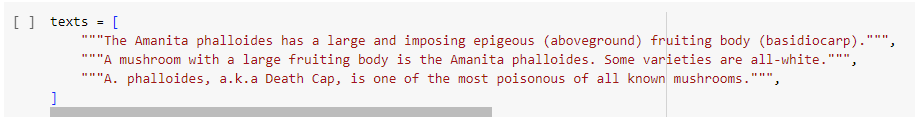 [ ] texts = [
"""The Amanita phalloides has a large and imposing epigeous (aboveground) fruiting body (basidiocarp).""",
"""A mushroom with a large fruiting body is the Amanita phalloides. Some varieties are all-white.""",
"""A. phalloides, a.k.a Death Cap, is one of the most poisonous of all known mushrooms.""",
]